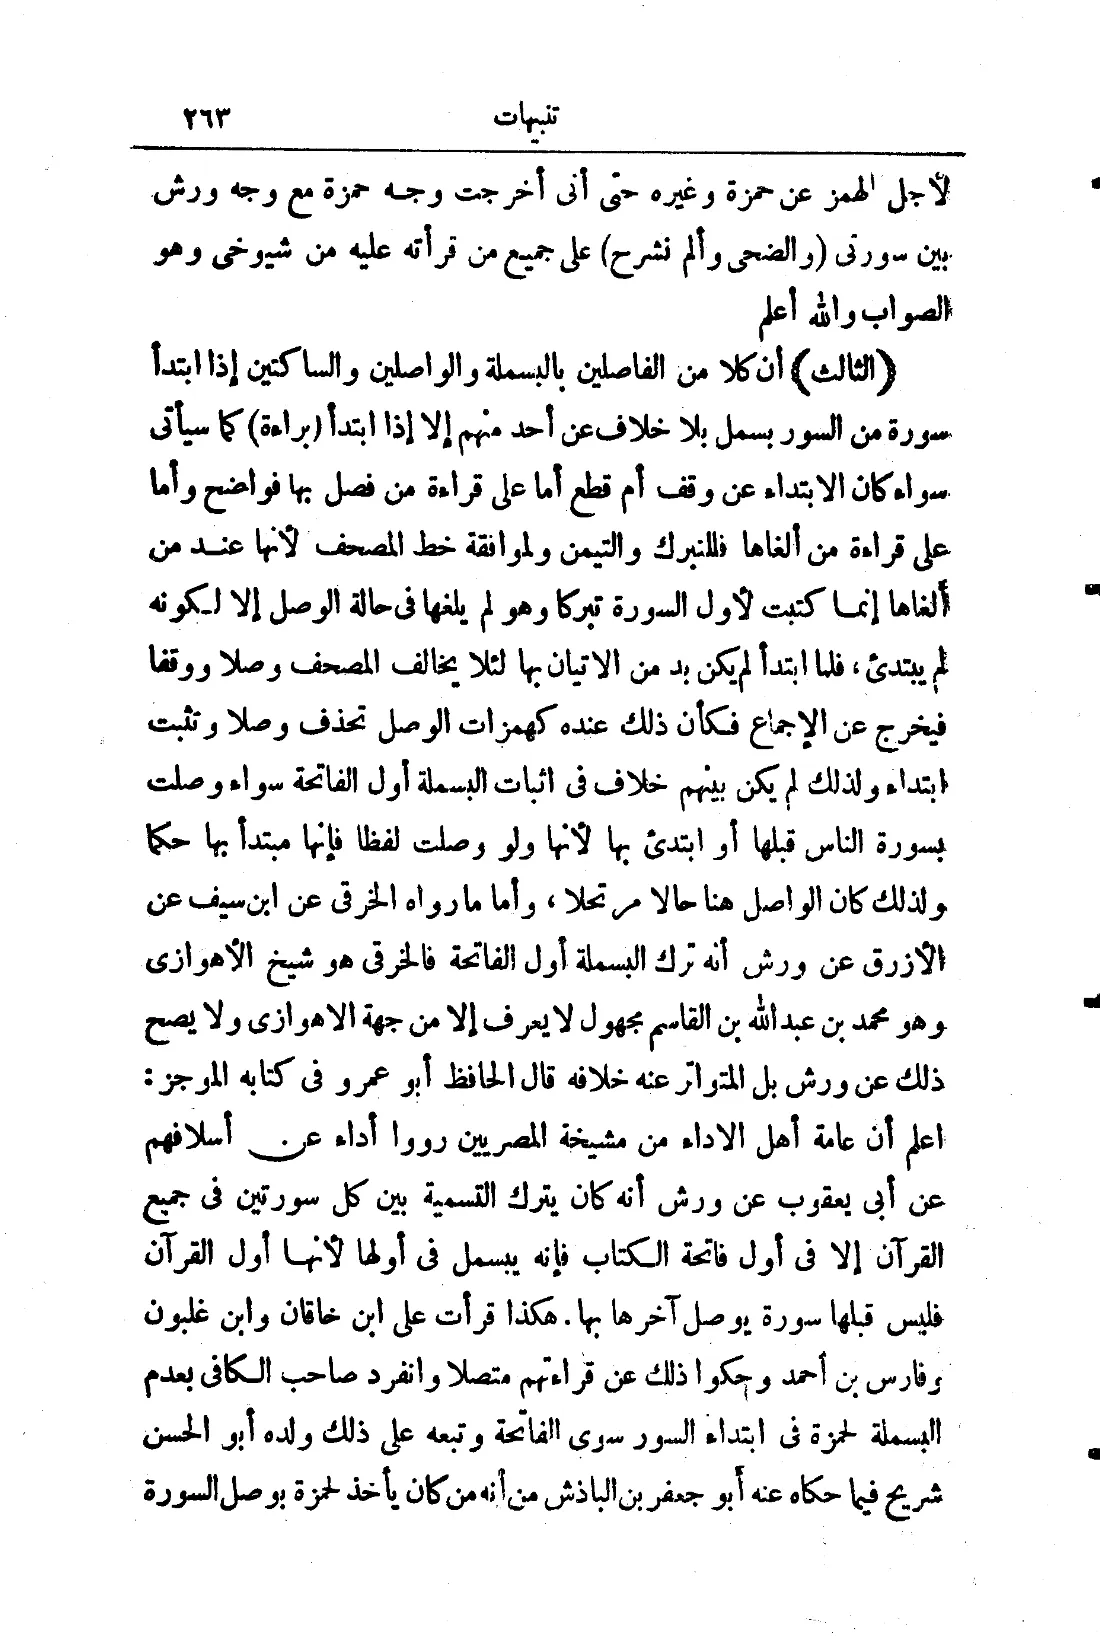 تنبيهات ٢٦٣
لأجل الهمز عن حمزة وغيره حتى أنى أخرجت وجه حمزة مع وجه ورش
بين سورتى (والضحى وألم نشرح) على جميع من قرأته عليه من شيوخى وهو
الصواب والله أعلم
(الثالث) أن كلا من الفاصلين بالبسملة والواصلين والساكتين إذا ابتدأ
سورة من السور بسمل بلا خلاف عن أحد منهم إلا إذا ابتدأ (براءة) كما سيأتى
سواء كان الابتداء عن وقف أم قطع أما على قراءة من فصل بها فواضح وأما
على قراءة من ألغاها فللتبرك والتيمن ولموافقة خط المصحف لأنها عند من
ألغاها إنما كتبت لأول السورة تبركا وهو لم يلغها فى حالة الوصل إلا لكونه
لم يبتدئ، فلما ابتدأ لم يكن بد من الاتيان بها لئلا يخالف المصحف وصلا ووقفا
فيخرج عن الإجماع فكأن ذلك عنده كهمزات الوصل تحذف وصلا وتثبت
ابتداء ولذلك لم يكن بينهم خلاف فى اثبات البسملة أول الفاتحة سواء وصلت
بسورة الناس قبلها أو ابتدئ بها لأنها ولو وصلت لفظا فإنها مبتدأ بها حكما
ولذلك كان الواصل هنا حالا مرتحلا، وأما ما رواه الخرقى عن ابن سيف عن
الأزرق عن ورش أنه ترك البسملة أول الفاتحة فالخرقى هو شيخ الأهوازى
وهو محمد بن عبد الله بن القاسم مجهول لا يعرف إلا من جهة الاهوازى ولا يصح
ذلك عن ورش بل المتواتر عنه خلافه قال الحافظ أبو عمرو فى كتابه الموجز:
اعلم أن عامة أهل الاداء من مشيخة المصريين رووا أداء عن أسلافهم
عن أبى يعقوب عن ورش أنه كان يترك التسمية بين كل سورتين فى جميع
القرآن إلا فى أول فاتحة الكتاب فإنه يبسمل فى أولها لأنها أول القرآن
فليس قبلها سورة يوصل آخرها بها. هكذا قرأت على ابن خاقان وابن غلبون
وفارس بن أحمد وحكوا ذلك عن قراءتهم متصلا وانفرد صاحب الكافى بعدم
البسملة لحمزة فى ابتداء السور سوى الفاتحة وتبعه على ذلك ولده أبو الحسن
شريح فيما حكاه عنه أبو جعفر بن الباذش من أنه من كان يأخذ لحمزة بوصل السورة